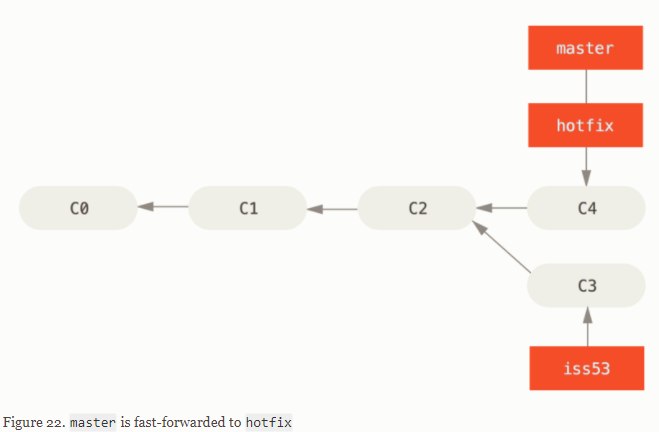 master
hotfix
C0
C1
C2
C4
C3
iss53
Figure 22. master is fast-forwarded to hotfix